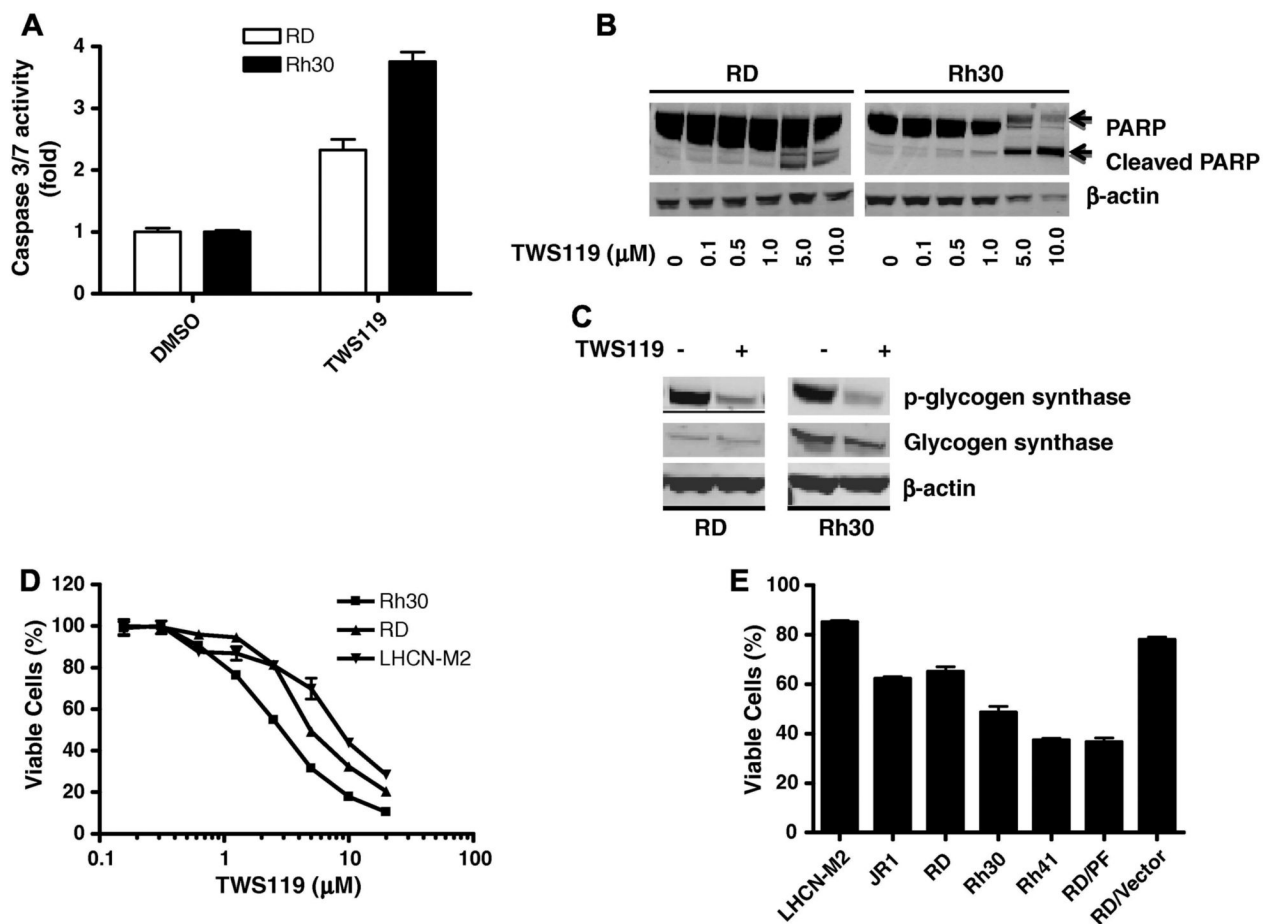 A
Caspase 3/7 activity
(fold)
4
3
2
1
0
RD
Rh30
DMSO
TWS119
B
RD
Rh30
PARP
Cleaved PARP
β-actin
TWS119 (μM)
0
0.1
0.5
1.0
5.0
10.0
0
0.1
0.5
1.0
5.0
10.0
C
TWS119
-
+
-
+
p-glycogen synthase
Glycogen synthase
β-actin
RD
Rh30
D
Viable Cells (%)
120
100
80
60
40
20
0
Rh30
RD
LHCN-M2
0.1
1
10
100
TWS119 (μM)
E
Viable Cells (%)
100
80
60
40
20
0
LHCN-M2
JR1
RD
Rh30
Rh41
RD/PF
RD/Vector